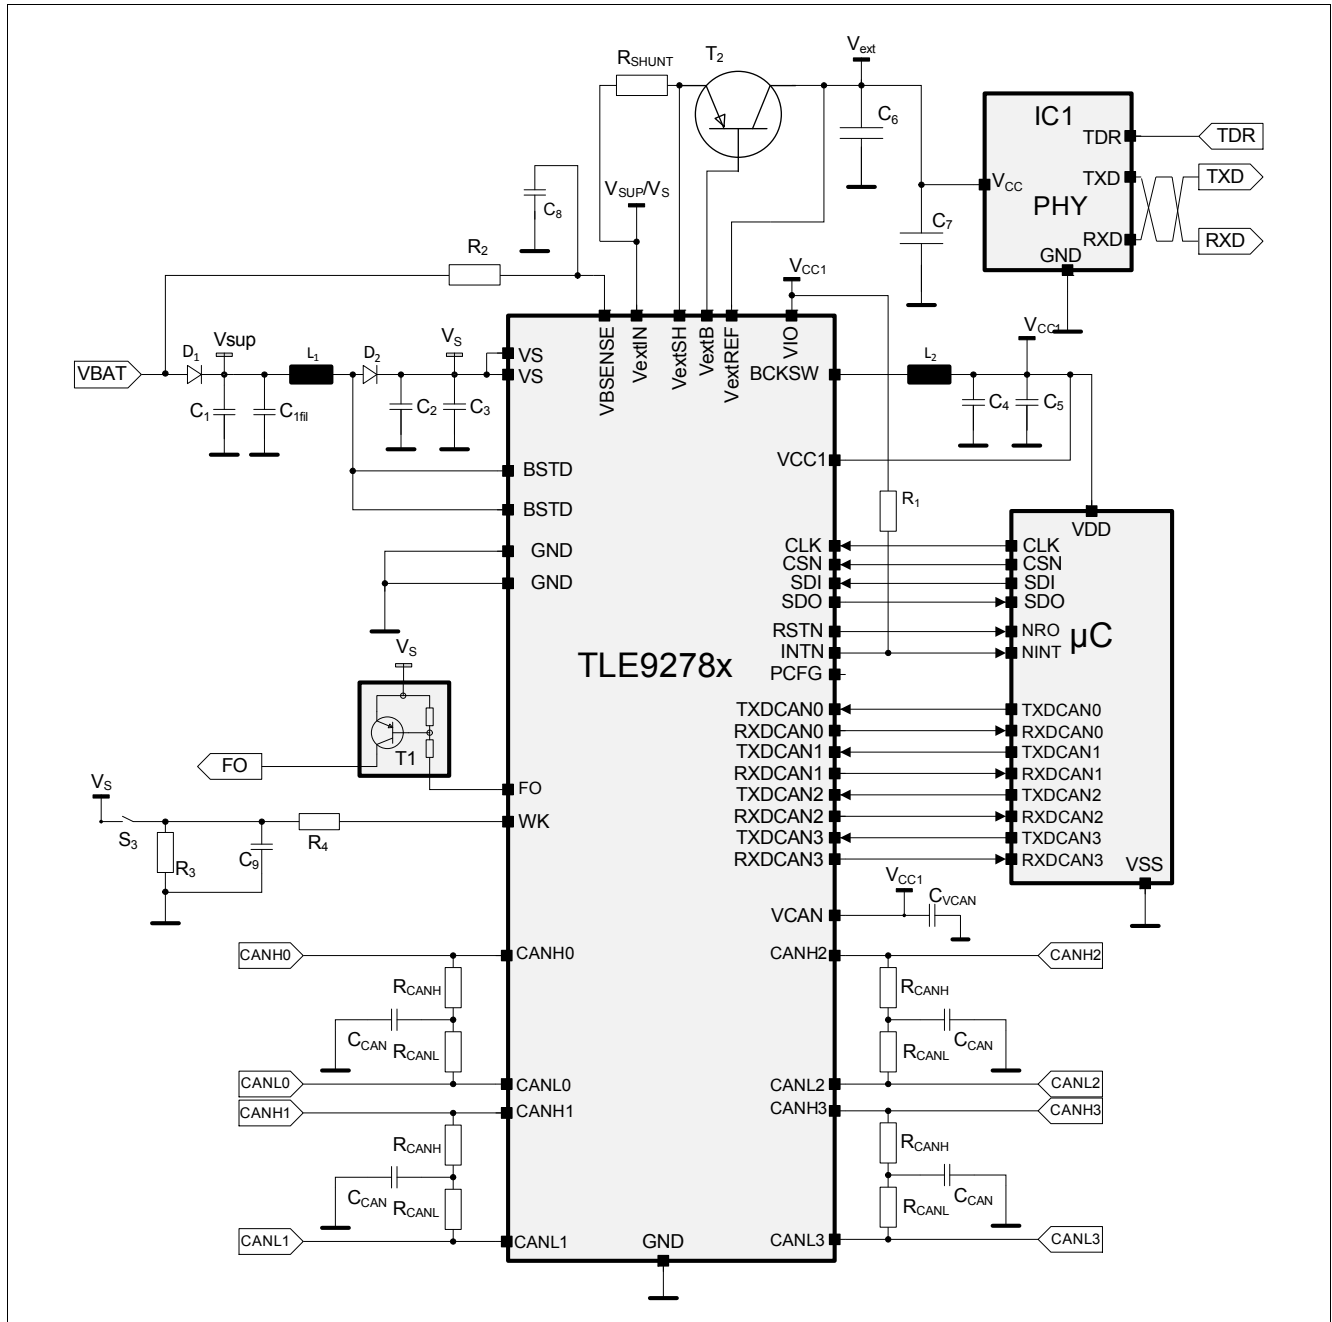 RSHUNT
T2
Vext
C6
IC1
TDR
TDR
TXD
TXD
VCC
PHY
RXD
RXD
GND
C7
VSUP/VS
C8
R2
VCC1
VCC1
VBAT
D1
Vsup
L1
D2
VS
VS
VS
VBSENSE
VextIN
VextSH
VextB
VextREF
VIO
BCKSW
L2
C1
C1fil
C2
C3
C4
C5
BSTD
VCC1
BSTD
R1
VDD
GND
GND
CLK
CLK
CSN
CSN
SDI
SDI
SDO
SDO
RSTN
NRO
INTN
NINT
PCFG
µC
TLE9278x
VS
T1
FO
FO
TXDCAN0
TXDCAN0
RXDCAN0
RXDCAN0
TXDCAN1
TXDCAN1
RXDCAN1
RXDCAN1
TXDCAN2
TXDCAN2
RXDCAN2
RXDCAN2
TXDCAN3
TXDCAN3
RXDCAN3
RXDCAN3
VSS
VS
S3
R3
C9
R4
WK
VCC1
VCAN
CVCAN
CANH0
CANH0
CANH2
CANH2
RCANH
RCANH
CCAN
RCANL
RCANL
CCAN
CANL0
CANL0
CANL2
CANL2
CANH1
CANH1
CANH3
CANH3
RCANH
RCANH
CCAN
RCANL
RCANL
CCAN
CANL1
CANL1
GND
CANL3
CANL3